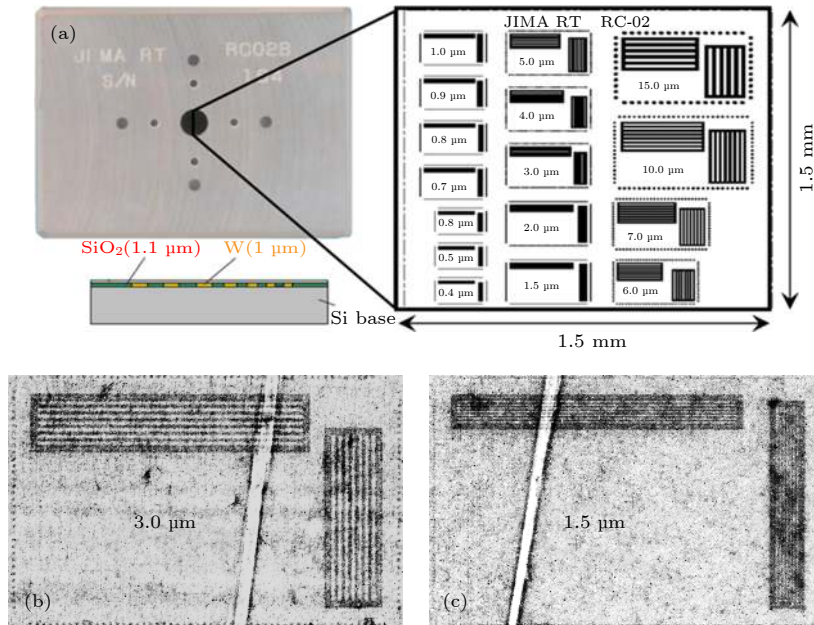 (a)
JIMA RT RC02B
S/N 184
SiO₂(1.1 µm) W(1 µm)
Si base
JIMA RT RC-02
1.0 µm
0.9 µm
0.8 µm
0.7 µm
0.8 µm
0.5 µm
0.4 µm
5.0 µm
4.0 µm
3.0 µm
2.0 µm
1.5 µm
15.0 µm
10.0 µm
7.0 µm
6.0 µm
1.5 mm
1.5 mm
3.0 µm
(b)
1.5 µm
(c)